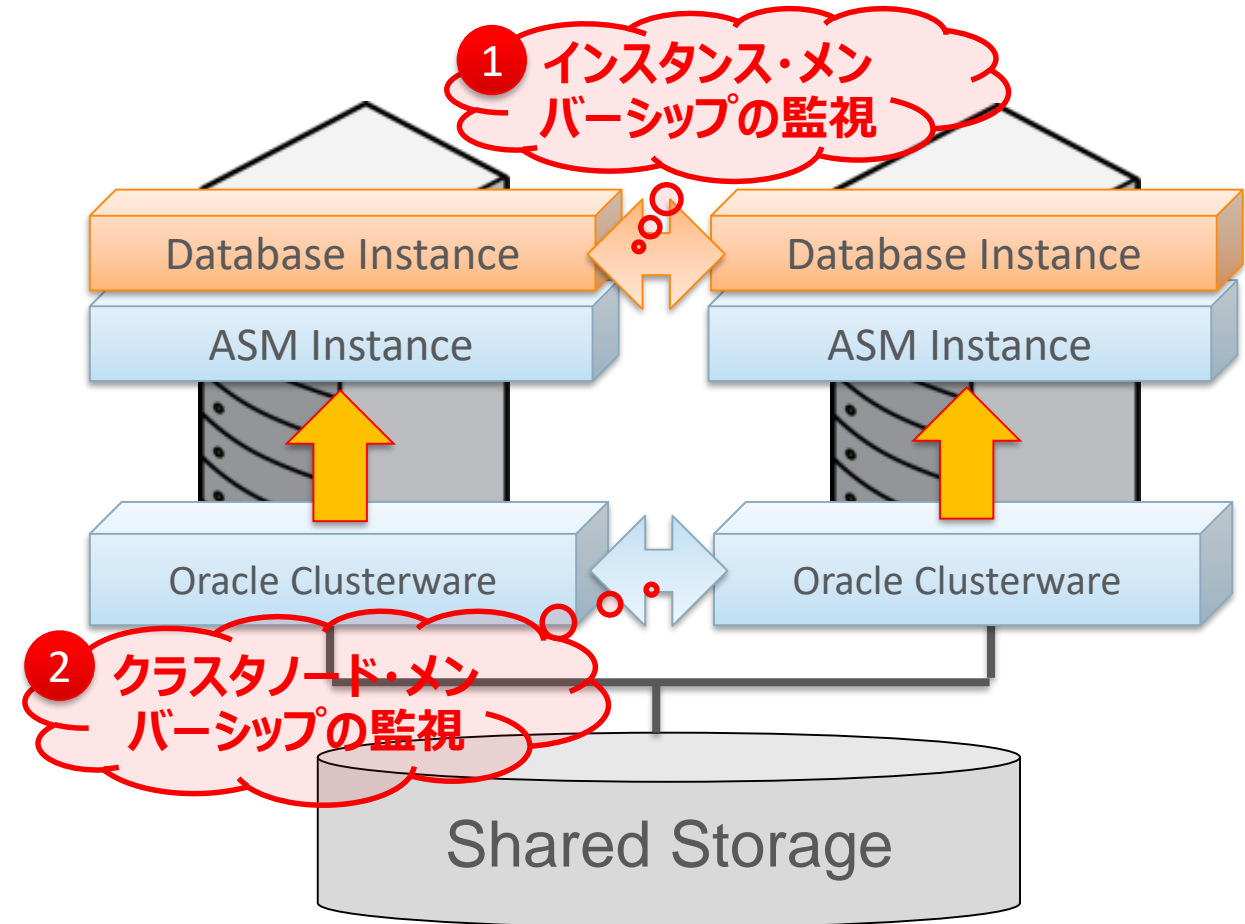 1
インスタンス・メン
バーシップの監視
Database Instance
Database Instance
ASM Instance
ASM Instance
Oracle Clusterware
Oracle Clusterware
2
クラスタノード・メン
バーシップの監視
Shared Storage